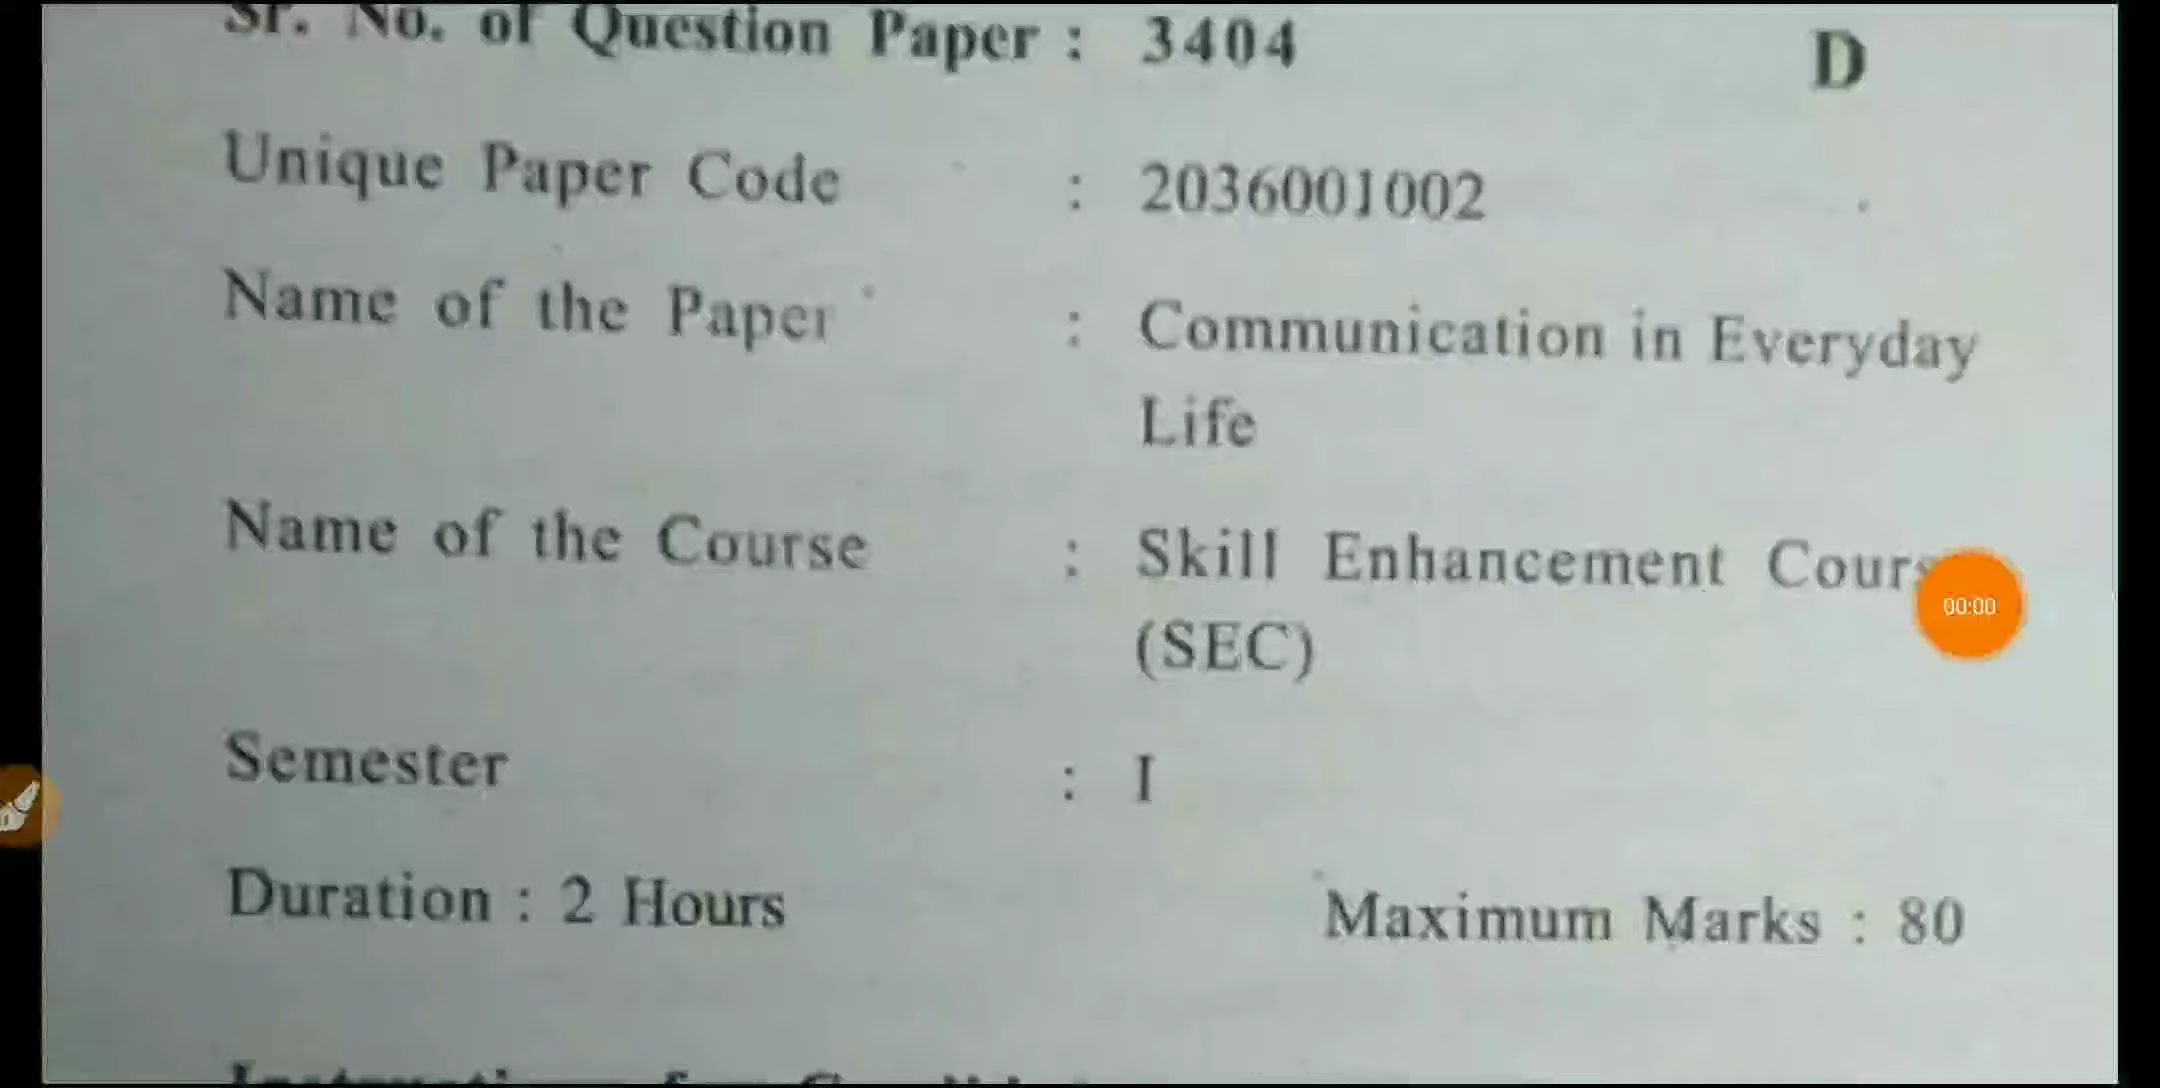 Sr. No. of Question Paper : 3404 D
Unique Paper Code : 2036001002
Name of the Paper : Communication in Everyday
Life
Name of the Course : Skill Enhancement Cours
(SEC)
00:00
Semester : I
Duration : 2 Hours Maximum Marks : 80